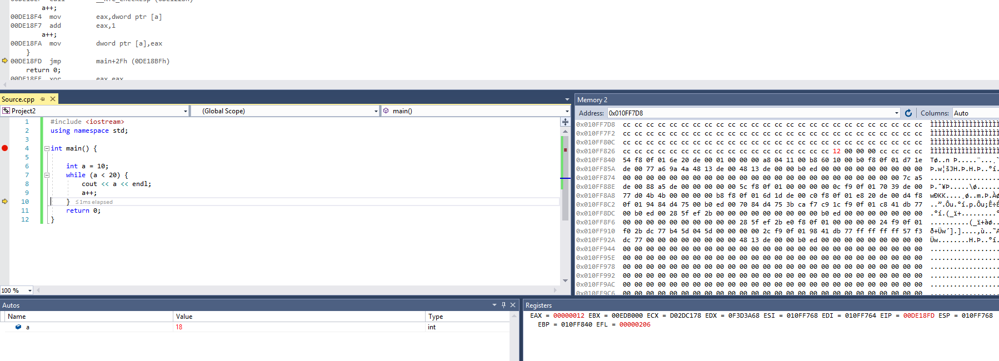 a++;
00DE18F4 mov eax,dword ptr [a]
00DE18F7 add eax,1
a++;
00DE18FA mov dword ptr [a],eax
}
00DE18FD jmp main+2Fh (0DE18BFh)
return 0;
00DE18FF xor eax,eax
Source.cpp
Project2 (Global Scope) main()
1 #include <iostream>
2 using namespace std;
3
4 int main() {
5
6 int a = 10;
7 while (a < 20) {
8 cout << a << endl;
9 a++;
10 } ≤1ms elapsed
11 return 0;
12 }
100 %
Memory 2
Address: 0x010FF7D8 Columns: Auto
0x010FF7D8 cc cc cc cc cc cc cc cc cc cc cc cc cc cc cc cc cc cc cc cc cc cc cc cc cc cc
0x010FF7F2 cc cc cc cc cc cc cc cc cc cc cc cc cc cc cc cc cc cc cc cc cc cc cc cc cc cc
0x010FF80C cc cc cc cc cc cc cc cc cc cc cc cc cc cc cc cc cc cc cc cc cc cc cc cc cc cc
0x010FF826 cc cc cc cc cc cc cc cc cc cc cc cc cc cc cc cc cc cc 12 00 00 00 cc cc cc cc
0x010FF840 54 f8 0f 01 6e 20 de 00 01 00 00 00 a8 04 11 00 b8 60 10 00 b0 f8 0f 01 d7 1e
0x010FF85A de 00 77 a6 9a 4a 48 13 de 00 48 13 de 00 00 b0 ed 00 00 00 00 00 00 00 00 00
0x010FF874 00 00 00 00 00 00 00 00 00 00 00 00 00 00 00 00 00 00 00 00 00 00 00 00 7c a5
0x010FF88E de 00 88 a5 de 00 00 00 00 00 5c f8 0f 01 00 00 00 00 0c f9 0f 01 70 39 de 00
0x010FF8A8 77 d0 4b 4b 00 00 00 00 b8 f8 0f 01 6d 1d de 00 c0 f8 0f 01 e8 20 de 00 d4 f8
0x010FF8C2 0f 01 94 84 d4 75 00 b0 ed 00 70 84 d4 75 3b ca f7 c9 1c f9 0f 01 c8 41 db 77
0x010FF8DC 00 b0 ed 00 28 5f ef 2b 00 00 00 00 00 00 00 00 00 b0 ed 00 00 00 00 00 00 00
0x010FF8F6 00 00 00 00 00 00 00 00 00 00 28 5f ef 2b e0 f8 0f 01 00 00 00 00 24 f9 0f 01
0x010FF910 f0 2b dc 77 b4 5d 04 5d 00 00 00 00 2c f9 0f 01 98 41 db 77 ff ff ff ff 57 f3
0x010FF92A dc 77 00 00 00 00 00 00 00 00 48 13 de 00 00 b0 ed 00 00 00 00 00 00 00 00 00
0x010FF944 00 00 00 00 00 00 00 00 00 00 00 00 00 00 00 00 00 00 00 00 00 00 00 00 00 00
0x010FF95E 00 00 00 00 00 00 00 00 00 00 00 00 00 00 00 00 00 00 00 00 00 00 00 00 00 00
0x010FF978 00 00 00 00 00 00 00 00 00 00 00 00 00 00 00 00 00 00 00 00 00 00 00 00 00 00
0x010FF992 00 00 00 00 00 00 00 00 00 00 00 00 00 00 00 00 00 00 00 00 00 00 00 00 00 00
0x010FF9AC 00 00 00 00 00 00 00 00 00 00 00 00 00 00 00 00 00 00 00 00 00 00 00 00 00 00
0x010FF9C6 00 00 00 00 00 00 00 00 00 00 00 00 00 00 00 00 00 00 00 00 00 00 00 00 00 00
Autos
Name Value Type
a 18 int
Registers
EAX = 00000012 EBX = 00EDB000 ECX = D02DC178 EDX = 0F3D3A68 ESI = 010FF768 EDI = 010FF764 EIP = 00DE18FD ESP = 010FF768
EBP = 010FF840 EFL = 00000206